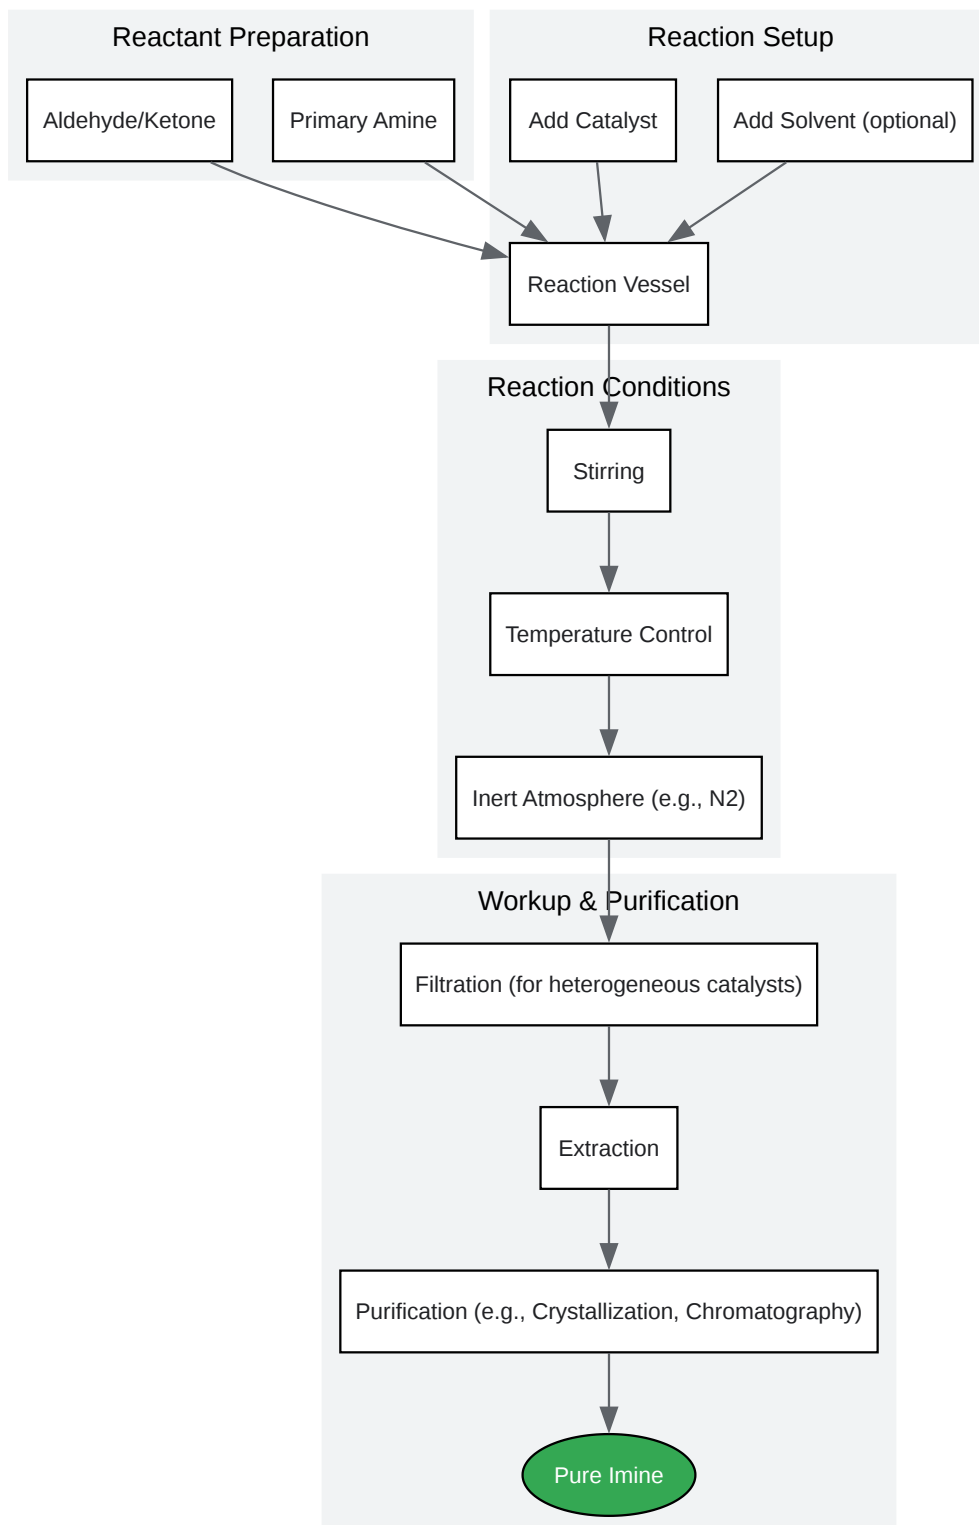 Reactant Preparation
Reaction Setup
Aldehyde/Ketone
Primary Amine
Add Catalyst
Add Solvent (optional)
Reaction Vessel
Reaction Conditions
Stirring
Temperature Control
Inert Atmosphere (e.g., N2)
Workup & Purification
Filtration (for heterogeneous catalysts)
Extraction
Purification (e.g., Crystallization, Chromatography)
Pure Imine